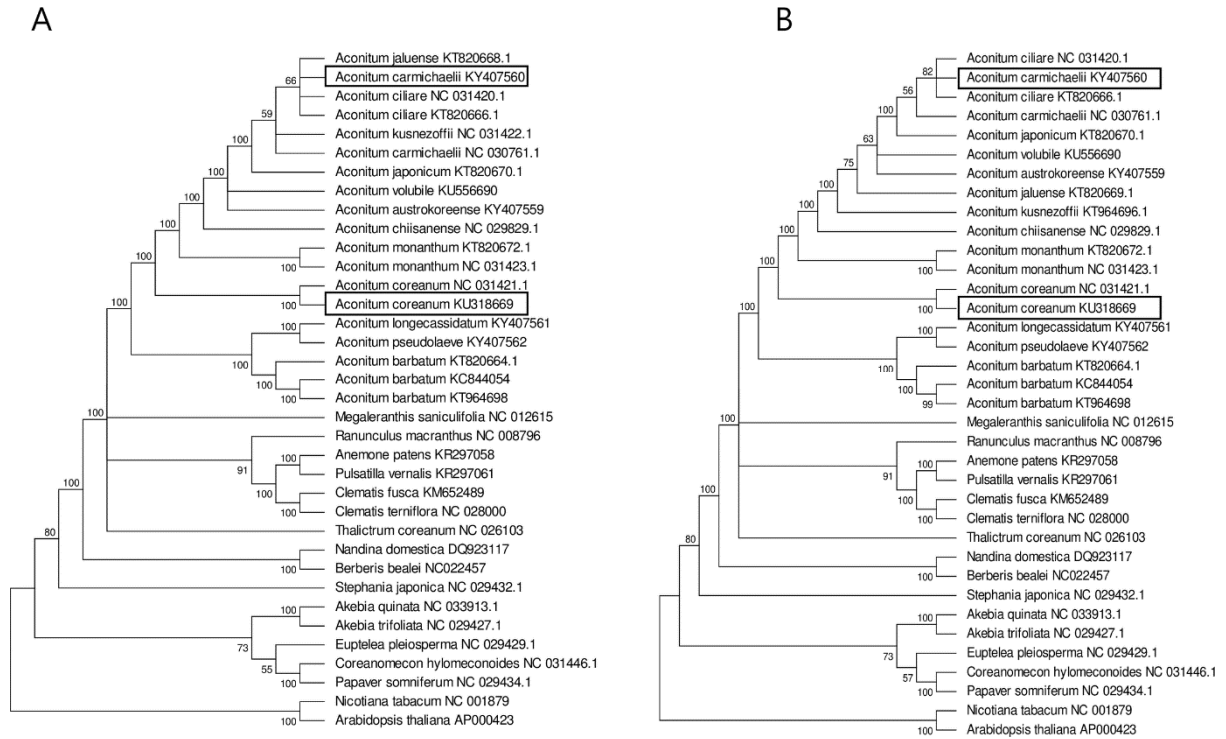 A
Aconitum jaluense KT820668.1
66
Aconitum carmichaelii KY407560
Aconitum ciliare NC 031420.1
59
Aconitum ciliare KT820666.1
Aconitum kusnezoffii NC 031422.1
100
Aconitum carmichaelii NC 030761.1
Aconitum japonicum KT820670.1
100
Aconitum volubile KU556690
100
Aconitum austrokoreense KY407559
100
Aconitum chiisanense NC 029829.1
Aconitum monanthum KT820672.1
100
100
Aconitum monanthum NC 031423.1
Aconitum coreanum NC 031421.1
100
100
Aconitum coreanum KU318669
Aconitum longecassidatum KY407561
100
Aconitum pseudolaeve KY407562
100
Aconitum barbatum KT820664.1
100
Aconitum barbatum KC844054
100
Aconitum barbatum KT964698
100
Megaleranthis saniculifolia NC 012615
Ranunculus macranthus NC 008796
Anemone patens KR297058
100
91
Pulsatilla vernalis KR297061
100
Clematis fusca KM652489
100
Clematis terniflora NC 028000
100
Thalictrum coreanum NC 026103
80
Nandina domestica DQ923117
Berberis bealei NC022457
100
Stephania japonica NC 029432.1
Akebia quinata NC 033913.1
100
Akebia trifoliata NC 029427.1
73
Euptelea pleiosperma NC 029429.1
55
Coreanomecon hylomeconoides NC 031446.1
Papaver somniferum NC 029434.1
100
Nicotiana tabacum NC 001879
100
Arabidopsis thaliana AP000423
B
Aconitum ciliare NC 031420.1
82
Aconitum carmichaelii KY407560
Aconitum ciliare KT820666.1
56
Aconitum carmichaelii NC 030761.1
Aconitum japonicum KT820670.1
63
Aconitum volubile KU556690
75
Aconitum austrokoreense KY407559
100
Aconitum jaluense KT820669.1
100
Aconitum kusnezoffii KT964696.1
Aconitum chiisanense NC 029829.1
100
Aconitum monanthum KT820672.1
100
100
Aconitum monanthum NC 031423.1
Aconitum coreanum NC 031421.1
100
100
Aconitum coreanum KU318669
Aconitum longecassidatum KY407561
100
Aconitum pseudolaeve KY407562
100
Aconitum barbatum KT820664.1
100
Aconitum barbatum KC844054
99
Aconitum barbatum KT964698
100
Megaleranthis saniculifolia NC 012615
Ranunculus macranthus NC 008796
Anemone patens KR297058
100
91
Pulsatilla vernalis KR297061
100
Clematis fusca KM652489
100
Clematis terniflora NC 028000
100
Thalictrum coreanum NC 026103
80
Nandina domestica DQ923117
Berberis bealei NC022457
100
Stephania japonica NC 029432.1
Akebia quinata NC 033913.1
100
Akebia trifoliata NC 029427.1
73
Euptelea pleiosperma NC 029429.1
57
Coreanomecon hylomeconoides NC 031446.1
Papaver somniferum NC 029434.1
100
Nicotiana tabacum NC 001879
100
Arabidopsis thaliana AP000423